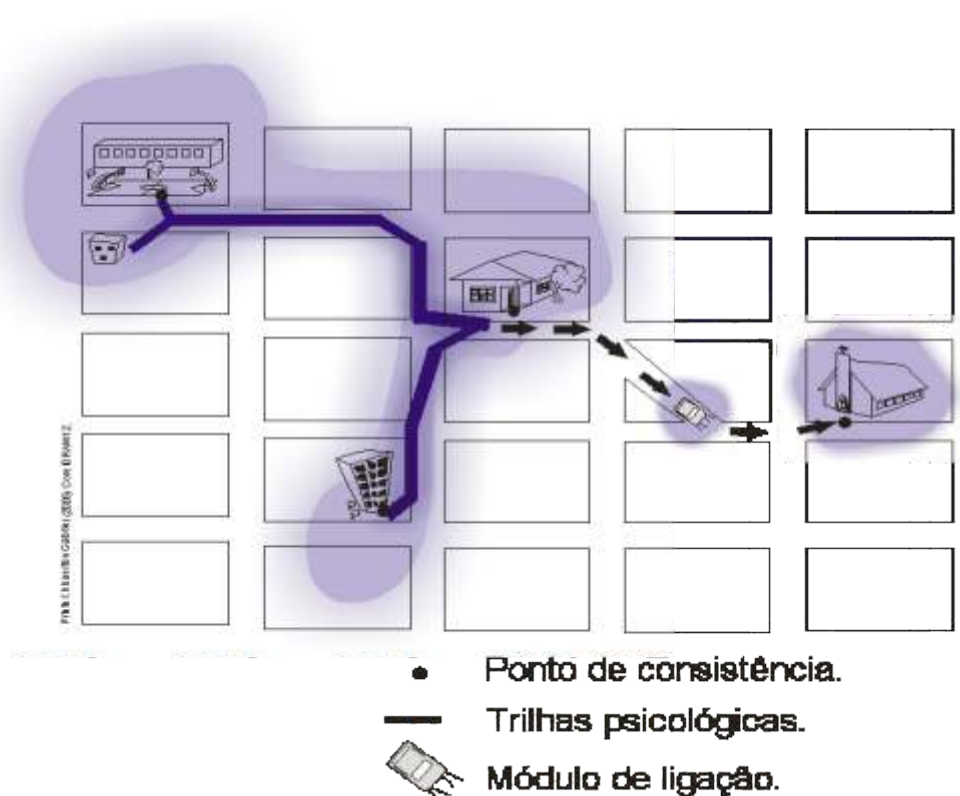 Ponto de consistência.
Trilhas psicológicas.
Módulo de ligação.